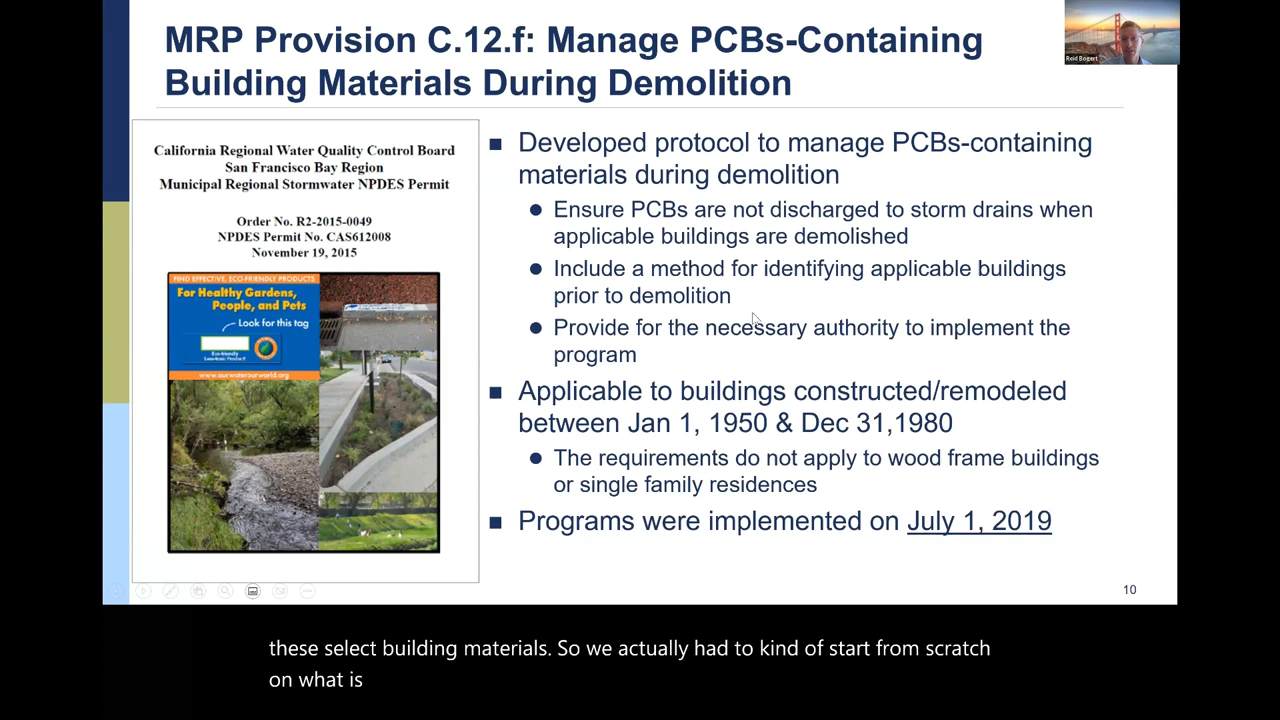 MRP Provision C.12.f: Manage PCBs-Containing
Building Materials During Demolition
Reid Bogert
California Regional Water Quality Control Board
San Francisco Bay Region
Municipal Regional Stormwater NPDES Permit
Order No. R2-2015-0049
NPDES Permit No. CAS612008
November 19, 2015
FIND EFFECTIVE, ECO-FRIENDLY PRODUCTS
For Healthy Gardens,
People, and Pets
Look for this tag
Eco-friendly
Less-toxic Product!
www.ourwaterourworld.org
■ Developed protocol to manage PCBs-containing
materials during demolition
● Ensure PCBs are not discharged to storm drains when
applicable buildings are demolished
● Include a method for identifying applicable buildings
prior to demolition
● Provide for the necessary authority to implement the
program
■ Applicable to buildings constructed/remodeled
between Jan 1, 1950 & Dec 31,1980
● The requirements do not apply to wood frame buildings
or single family residences
■ Programs were implemented on July 1, 2019
10
these select building materials. So we actually had to kind of start from scratch
on what is